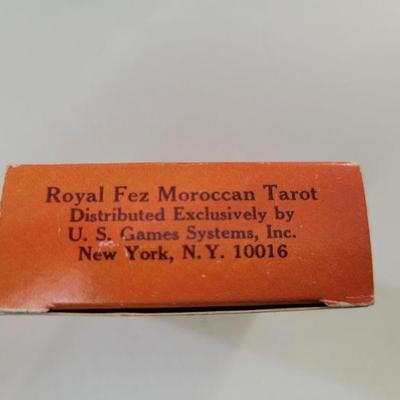 Royal Fez Moroccan Tarot
Distributed Exclusively by
U. S. Games Systems, Inc.
New York, N. Y. 10016